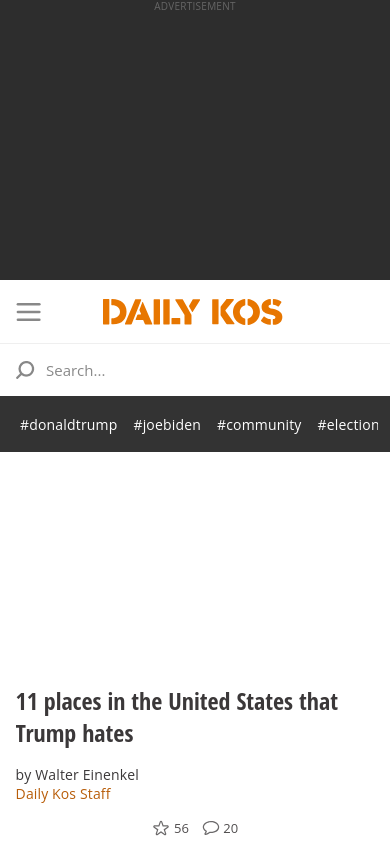 ADVERTISEMENT
DAILY KOS
Search...
#donaldtrump #joebiden #community #election
11 places in the United States that
Trump hates
by Walter Einenkel
Daily Kos Staff
56 20